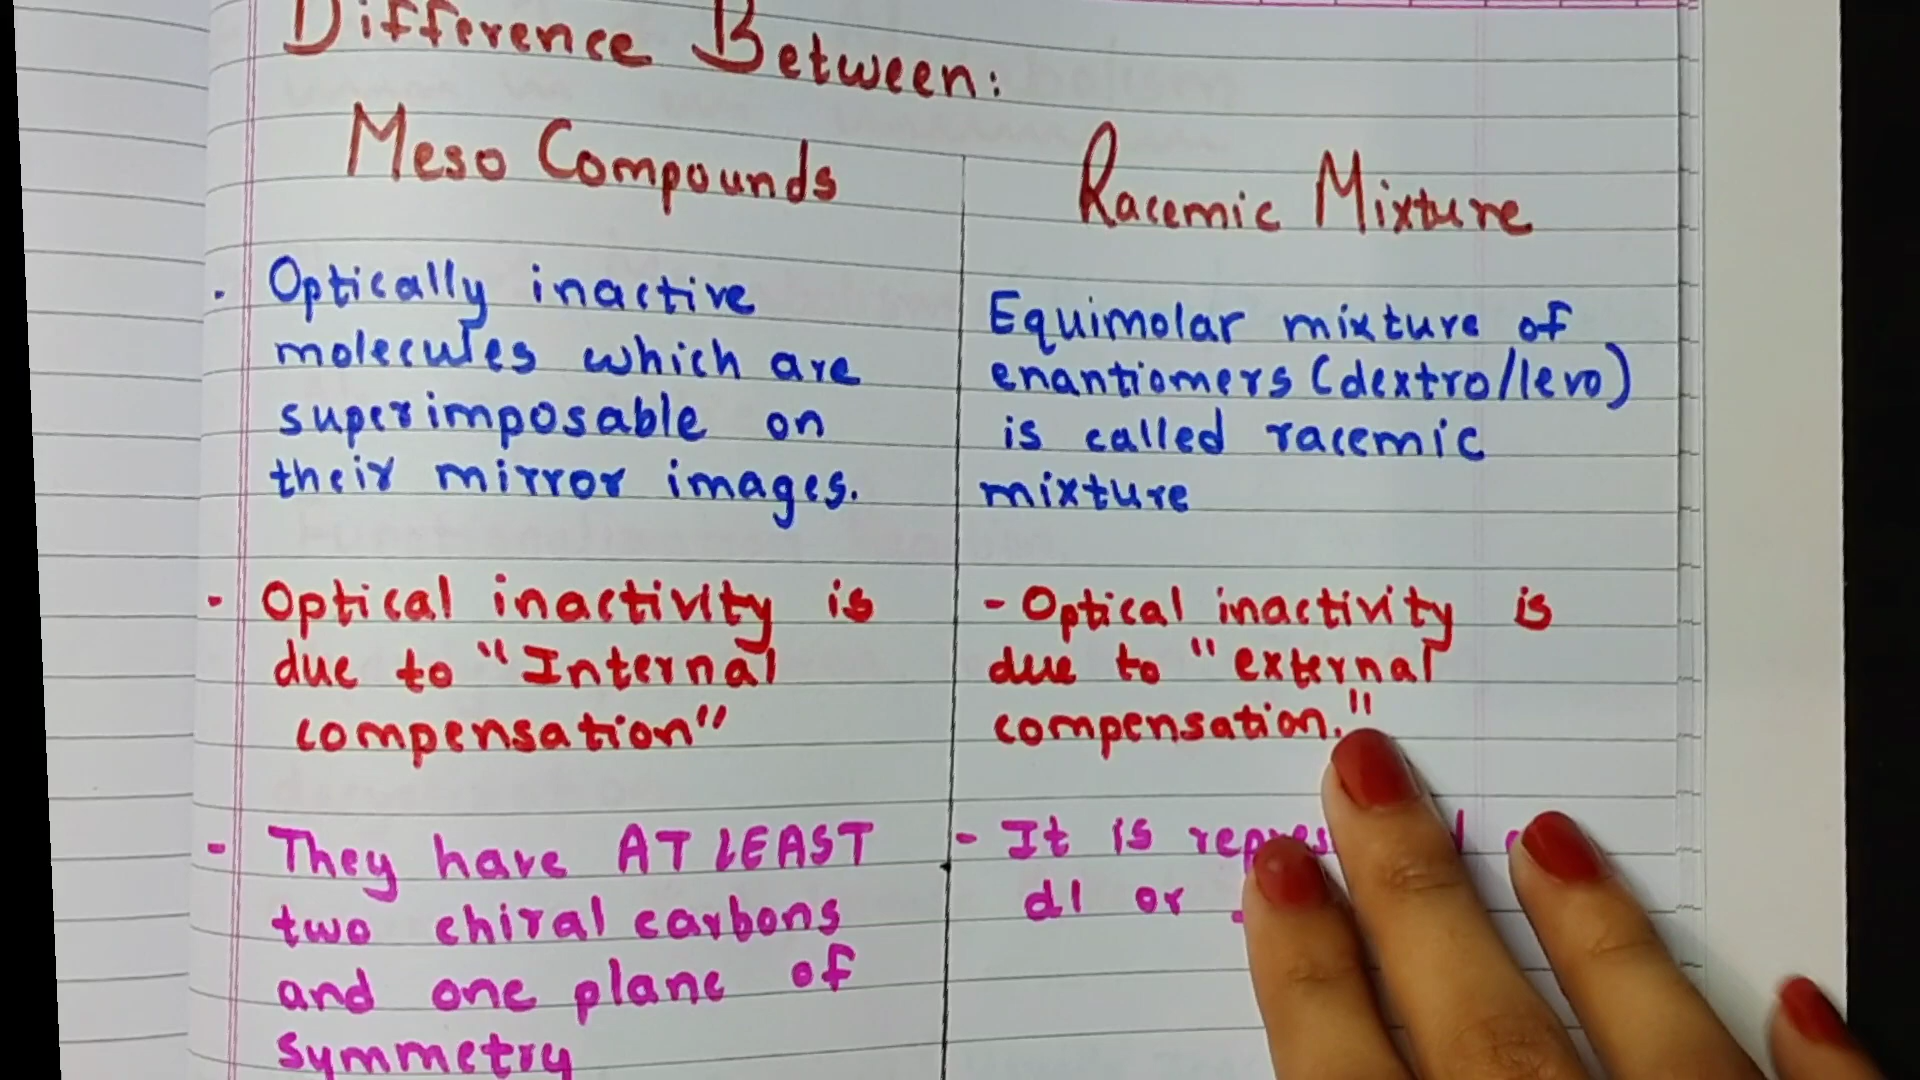 Difference Between:
Meso Compounds
Racemic Mixture
. Optically inactive
molecules which are
superimposable on
their mirror images.
Equimolar mixture of
enantiomers (dextro/levo)
is called racemic
mixture
- Optical inactivity is
due to "Internal
compensation"
- Optical inactivity is
due to "external
compensation."
- They have AT LEAST
two chiral carbons
and one plane of
symmetry
- It is
dl or